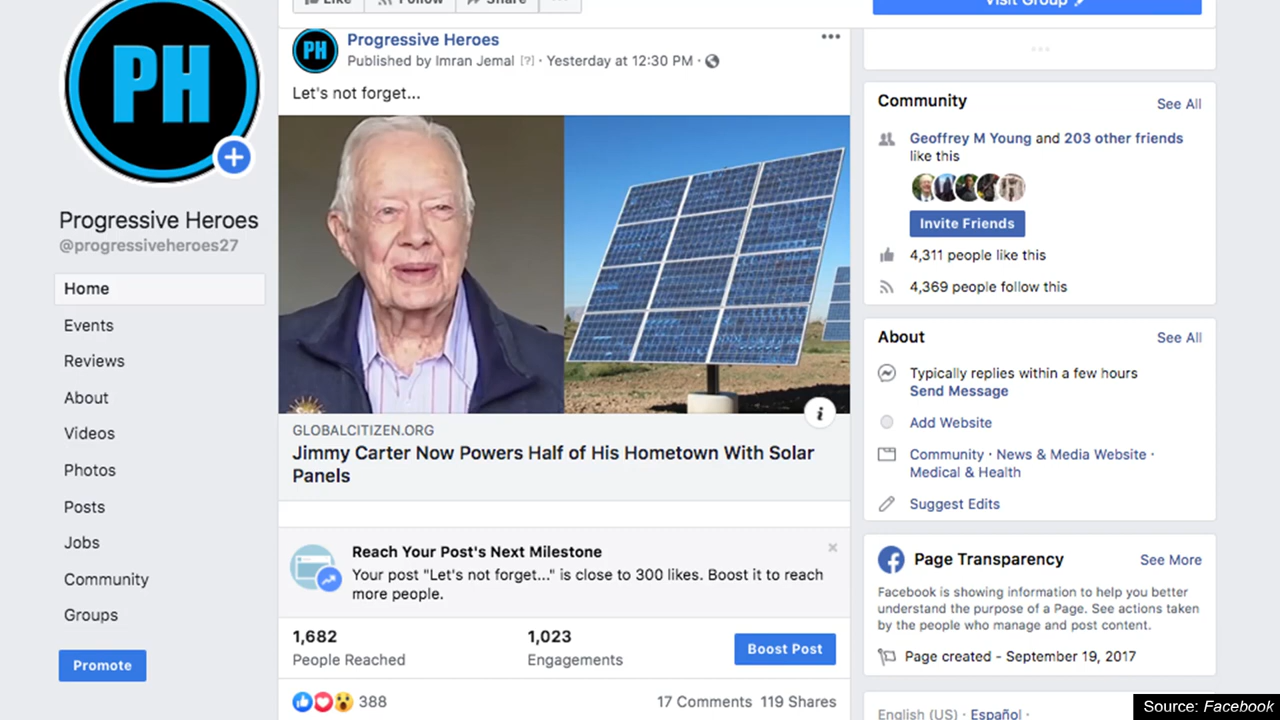 Like Follow Share ...
Visit Group
PH
Progressive Heroes
@progressiveheroes27
Home
Events
Reviews
About
Videos
Photos
Posts
Jobs
Community
Groups
Promote
PH
Progressive Heroes
Published by Imran Jemal [?] · Yesterday at 12:30 PM ·
Let's not forget...
GLOBALCITIZEN.ORG
Jimmy Carter Now Powers Half of His Hometown With Solar
Panels
Reach Your Post's Next Milestone
Your post "Let's not forget..." is close to 300 likes. Boost it to reach
more people.
1,682
People Reached
1,023
Engagements
Boost Post
388
17 Comments 119 Shares
Community
See All
Geoffrey M Young and 203 other friends
like this
Invite Friends
4,311 people like this
4,369 people follow this
About
See All
Typically replies within a few hours
Send Message
Add Website
Community · News & Media Website ·
Medical & Health
Suggest Edits
Page Transparency
See More
Facebook is showing information to help you better
understand the purpose of a Page. See actions taken
by the people who manage and post content.
Page created - September 19, 2017
English (US) · Español ·
Source: Facebook